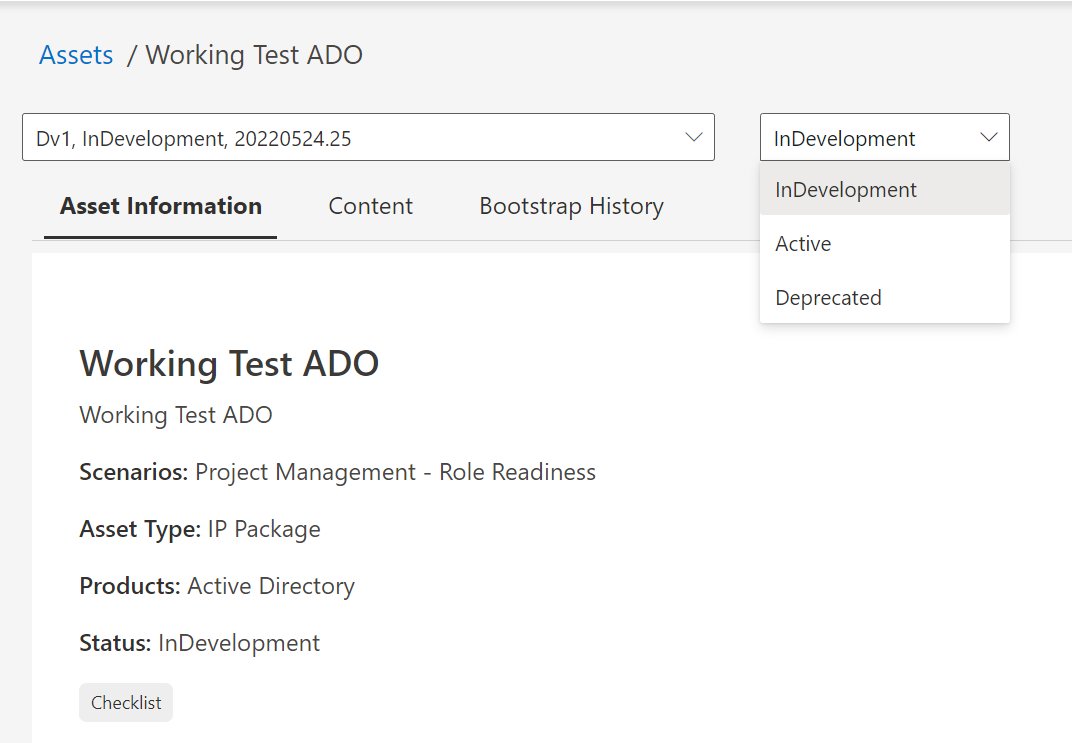 Assets / Working Test ADO
Dv1, InDevelopment, 20220524.25
InDevelopment
InDevelopment
Active
Deprecated
Asset Information
Content
Bootstrap History
Working Test ADO
Working Test ADO
Scenarios: Project Management - Role Readiness
Asset Type: IP Package
Products: Active Directory
Status: InDevelopment
Checklist